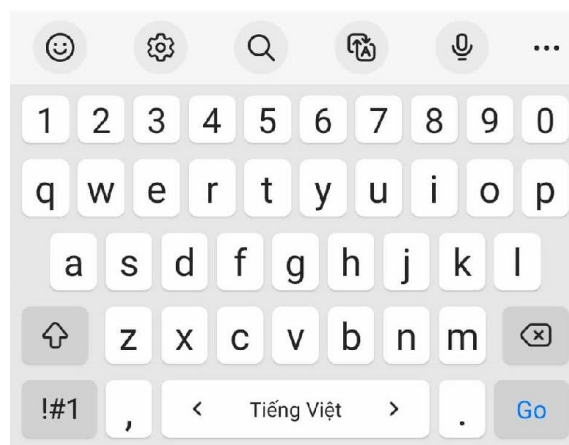 1 2 3 4 5 6 7 8 9 0
q w e r t y u i o p
a s d f g h j k l
z x c v b n m
!#1 , < Tiếng Việt > . Go